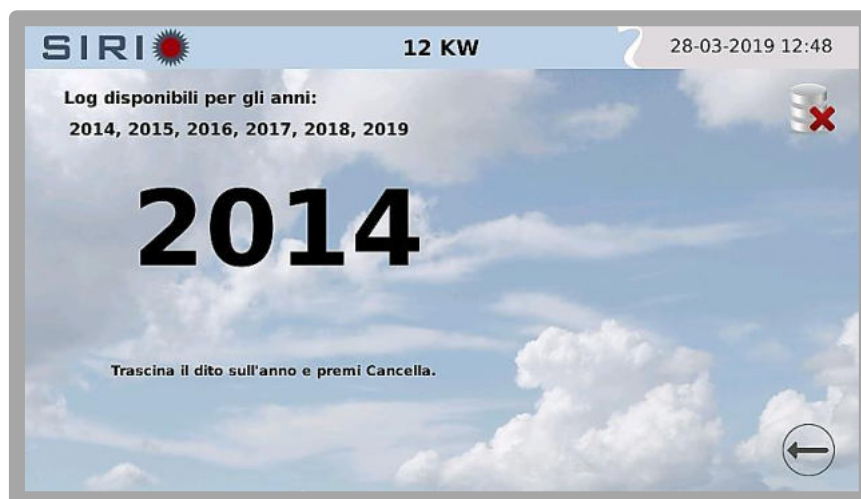 SIRI
12 KW
28-03-2019 12:48
Log disponibili per gli anni:
2014, 2015, 2016, 2017, 2018, 2019
2014
Trascina il dito sull'anno e premi Cancella.